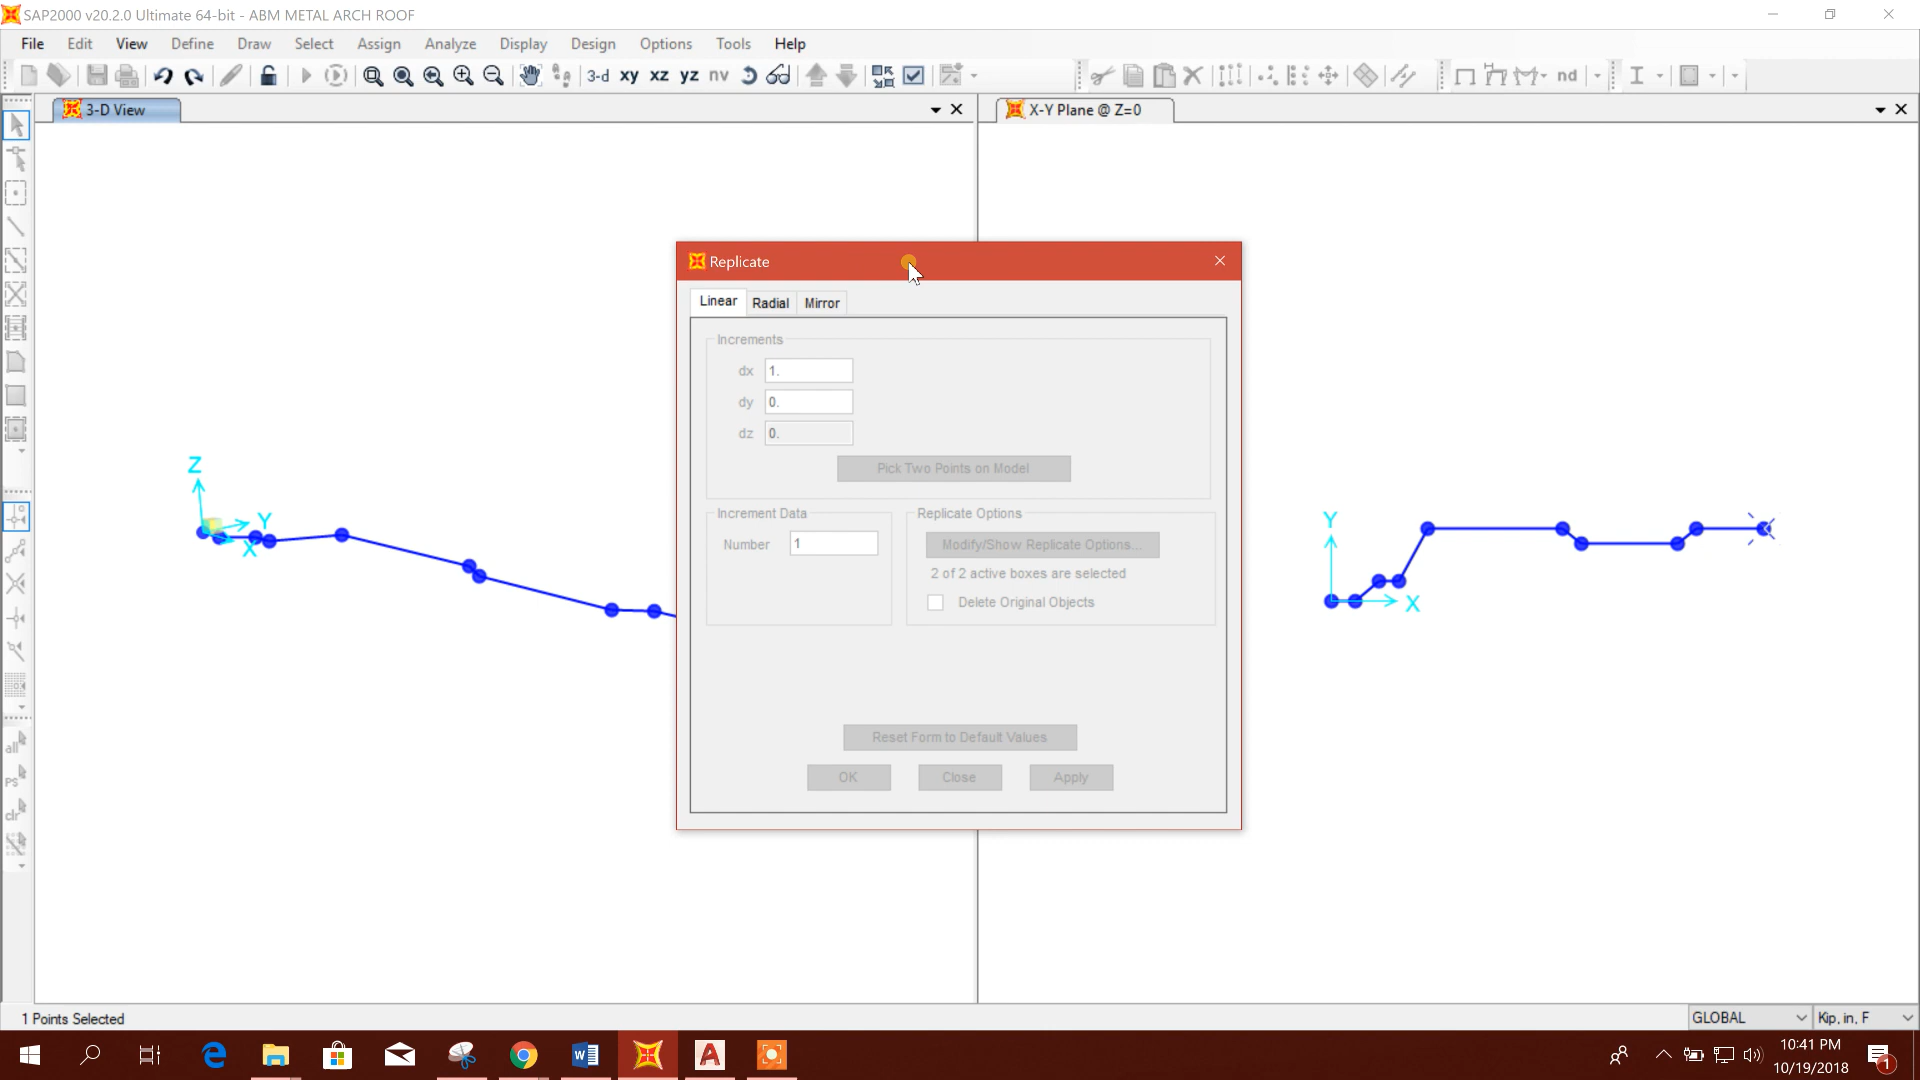 SAP2000 v20.2.0 Ultimate 64-bit - ABM METAL ARCH ROOF
File Edit View Define Draw Select Assign Analyze Display Design Options Tools Help
3-d xy xz yz nv nd
3-D View
X-Y Plane @ Z=0
Replicate
Linear Radial Mirror
Increments
dx 1.
dy 0.
dz 0.
Pick Two Points on Model
Increment Data
Number 1
Replicate Options
Modify/Show Replicate Options...
2 of 2 active boxes are selected
Delete Original Objects
Reset Form to Default Values
OK Close Apply
Z
Y
X
Y
X
all
ps
clr
1 Points Selected
GLOBAL
Kip, in, F
10:41 PM
10/19/2018
1